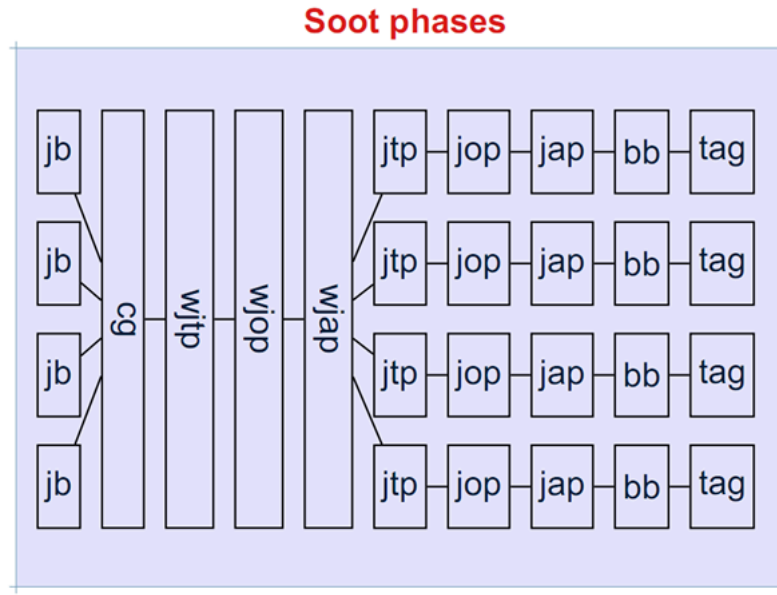 Soot phases
jb
jb
jb
jb
cg
wjtp
wjop
wjap
jtp jop jap bb tag
jtp jop jap bb tag
jtp jop jap bb tag
jtp jop jap bb tag